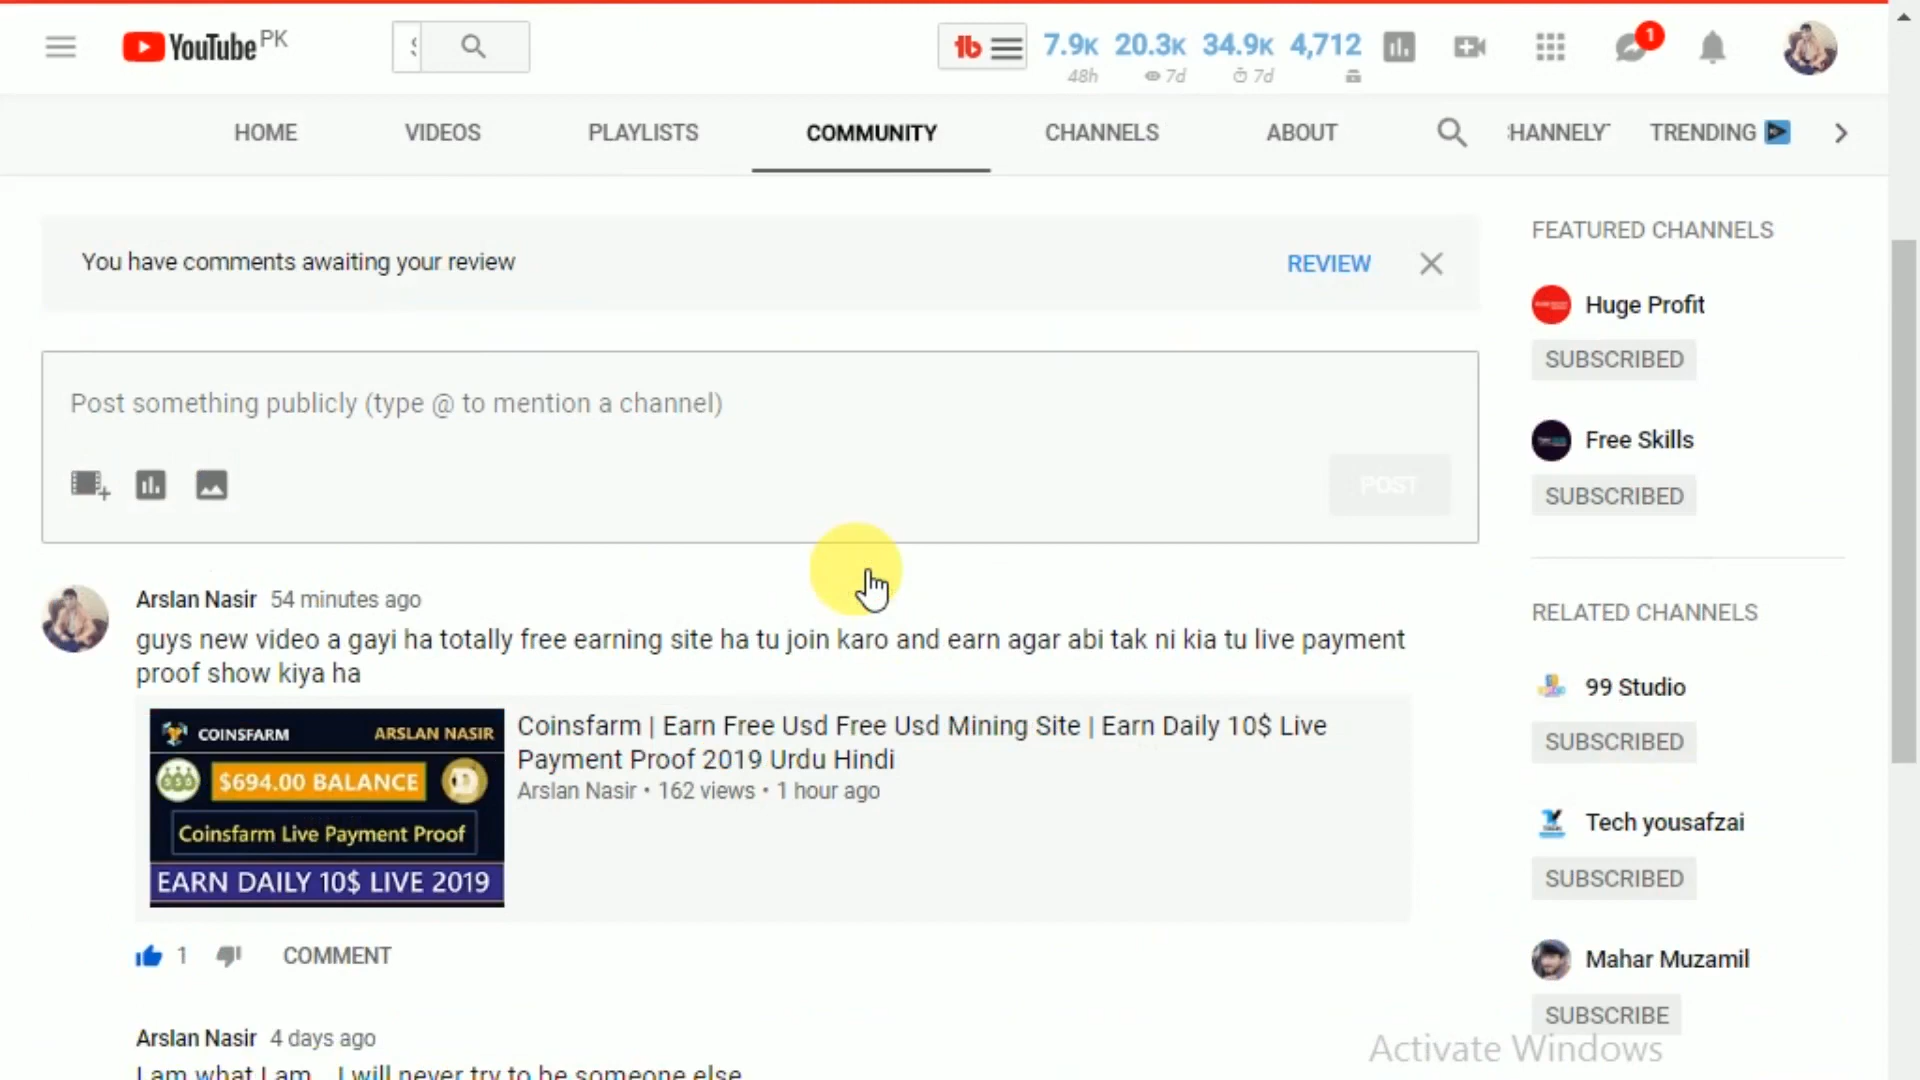 YouTube PK
7.9K 20.3K 34.9K 4,712
48h 7d 7d
1
HOME VIDEOS PLAYLISTS COMMUNITY CHANNELS ABOUT TRENDING
You have comments awaiting your review REVIEW
Post something publicly (type @ to mention a channel)
POST
Arslan Nasir 54 minutes ago
guys new video a gayi ha totally free earning site ha tu join karo and earn agar abi tak ni kia tu live payment
proof show kiya ha
COINSFARM ARSLAN NASIR
$694.00 BALANCE
Coinsfarm Live Payment Proof
EARN DAILY 10$ LIVE 2019
Coinsfarm | Earn Free Usd Free Usd Mining Site | Earn Daily 10$ Live
Payment Proof 2019 Urdu Hindi
Arslan Nasir • 162 views • 1 hour ago
1 COMMENT
Arslan Nasir 4 days ago
I am what I am... I will never try to be someone else
FEATURED CHANNELS
Huge Profit
SUBSCRIBED
Free Skills
SUBSCRIBED
RELATED CHANNELS
99 Studio
SUBSCRIBED
Tech yousafzai
SUBSCRIBED
Mahar Muzamil
SUBSCRIBE
Activate Windows